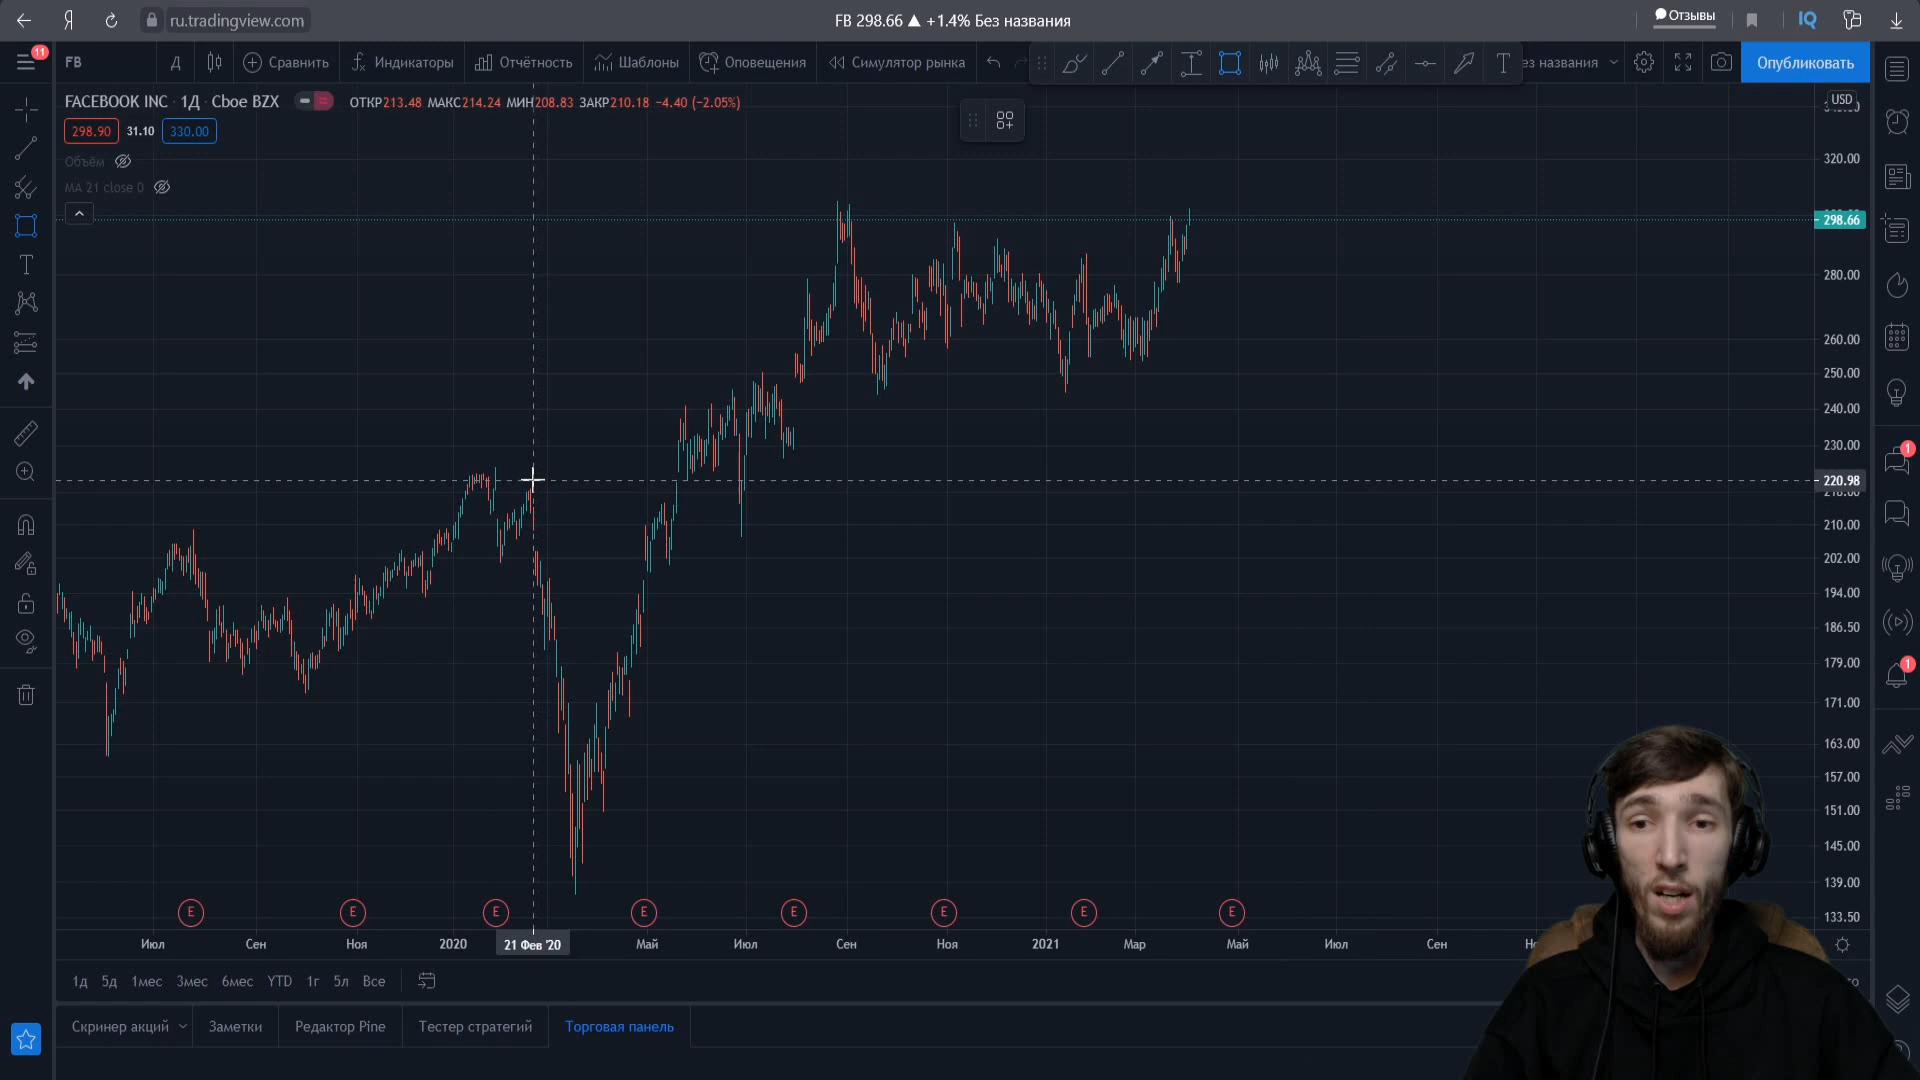 Я
ru.tradingview.com
FB 298.66 ▲ +1.4% Без названия
Отзывы
IQ
11
FB
Д
Сравнить
Индикаторы
Отчётность
Шаблоны
Оповещения
Симулятор рынка
T
ез названия
Опубликовать
FACEBOOK INC · 1Д · Cboe BZX
ОТКР213.48 МАКС214.24 МИН208.83 ЗАКР210.18 −4.40 (−2.05%)
USD
298.90
31.10
330.00
Объём
MA 21 close 0
320.00
298.66
280.00
260.00
250.00
240.00
230.00
220.98
210.00
202.00
194.00
186.50
179.00
171.00
163.00
157.00
151.00
145.00
139.00
133.50
T
1
1
E
E
E
E
E
E
E
E
Июл
Сен
Ноя
2020
21 Фев '20
Май
Июл
Сен
Ноя
2021
Мар
Май
Июл
Сен
1д 5д 1мес 3мес 6мес YTD 1г 5л Все
Скринер акций
Заметки
Редактор Pine
Тестер стратегий
Торговая панель